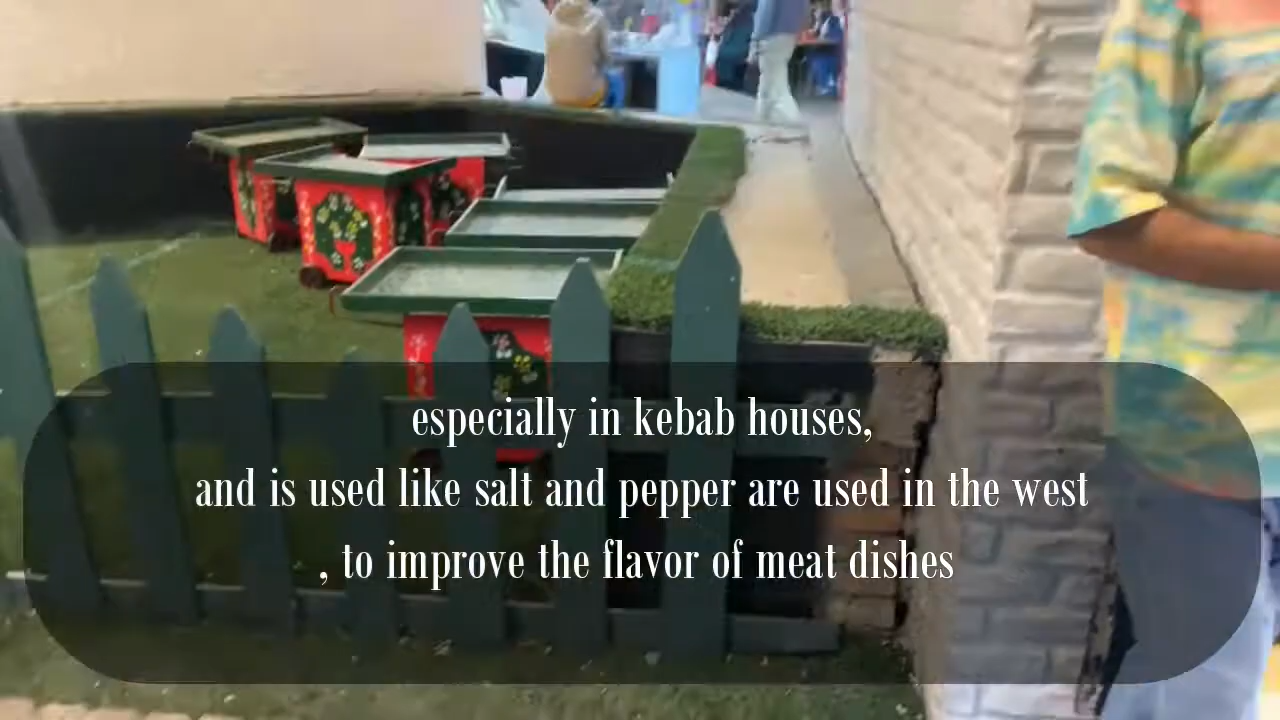 especially in kebab houses,
and is used like salt and pepper are used in the west
, to improve the flavor of meat dishes